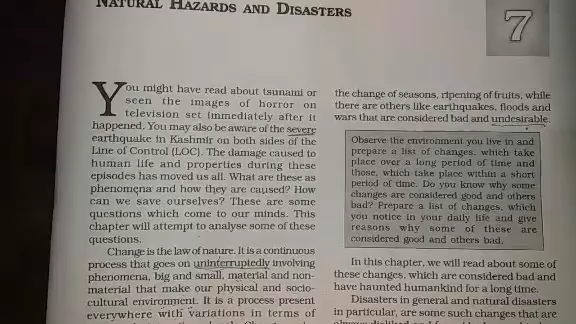 NATURAL HAZARDS AND DISASTERS
7
You might have read about tsunami or
seen the images of horror on
television set immediately after it
happened. You may also be aware of the severe
earthquake in Kashmir on both sides of the
Line of Control (LOC). The damage caused to
human life and properties during these
episodes has moved us all. What are these as
phenomena and how they are caused? How
can we save ourselves? These are some
questions which come to our minds. This
chapter will attempt to analyse some of these
questions.
Change is the law of nature. It is a continuous
process that goes on uninterruptedly involving
phenomena, big and small, material and non-
material that make our physical and socio-
cultural environment. It is a process present
everywhere with variations in terms of
the change of seasons, ripening of fruits, while
there are others like earthquakes, floods and
wars that are considered bad and undesirable.
Observe the environment you live in and
prepare a list of changes, which take
place over a long period of time and
those, which take place within a short
period of time. Do you know why some
changes are considered good and others
bad? Prepare a list of changes, which
you notice in your daily life and give
reasons why some of these are
considered good and others bad.
In this chapter, we will read about some of
these changes, which are considered bad and
have haunted humankind for a long time.
Disasters in general and natural disasters
in particular, are some such changes that are